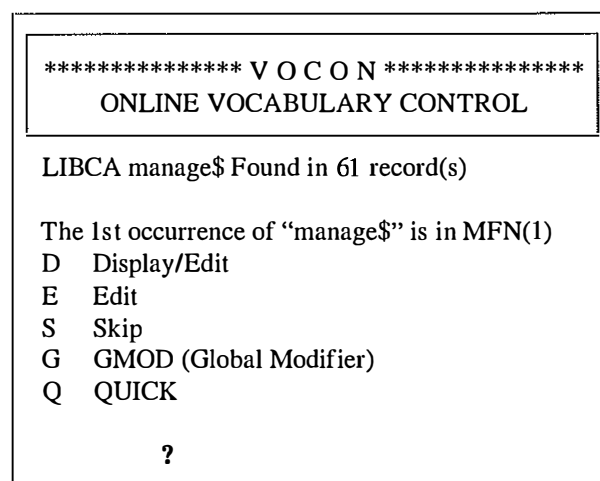 *************** V O C O N ***************
ONLINE VOCABULARY CONTROL
LIBCA manage$ Found in 61 record(s)
The 1st occurrence of “manage$” is in MFN(1)
D Display/Edit
E Edit
S Skip
G GMOD (Global Modifier)
Q QUICK
?